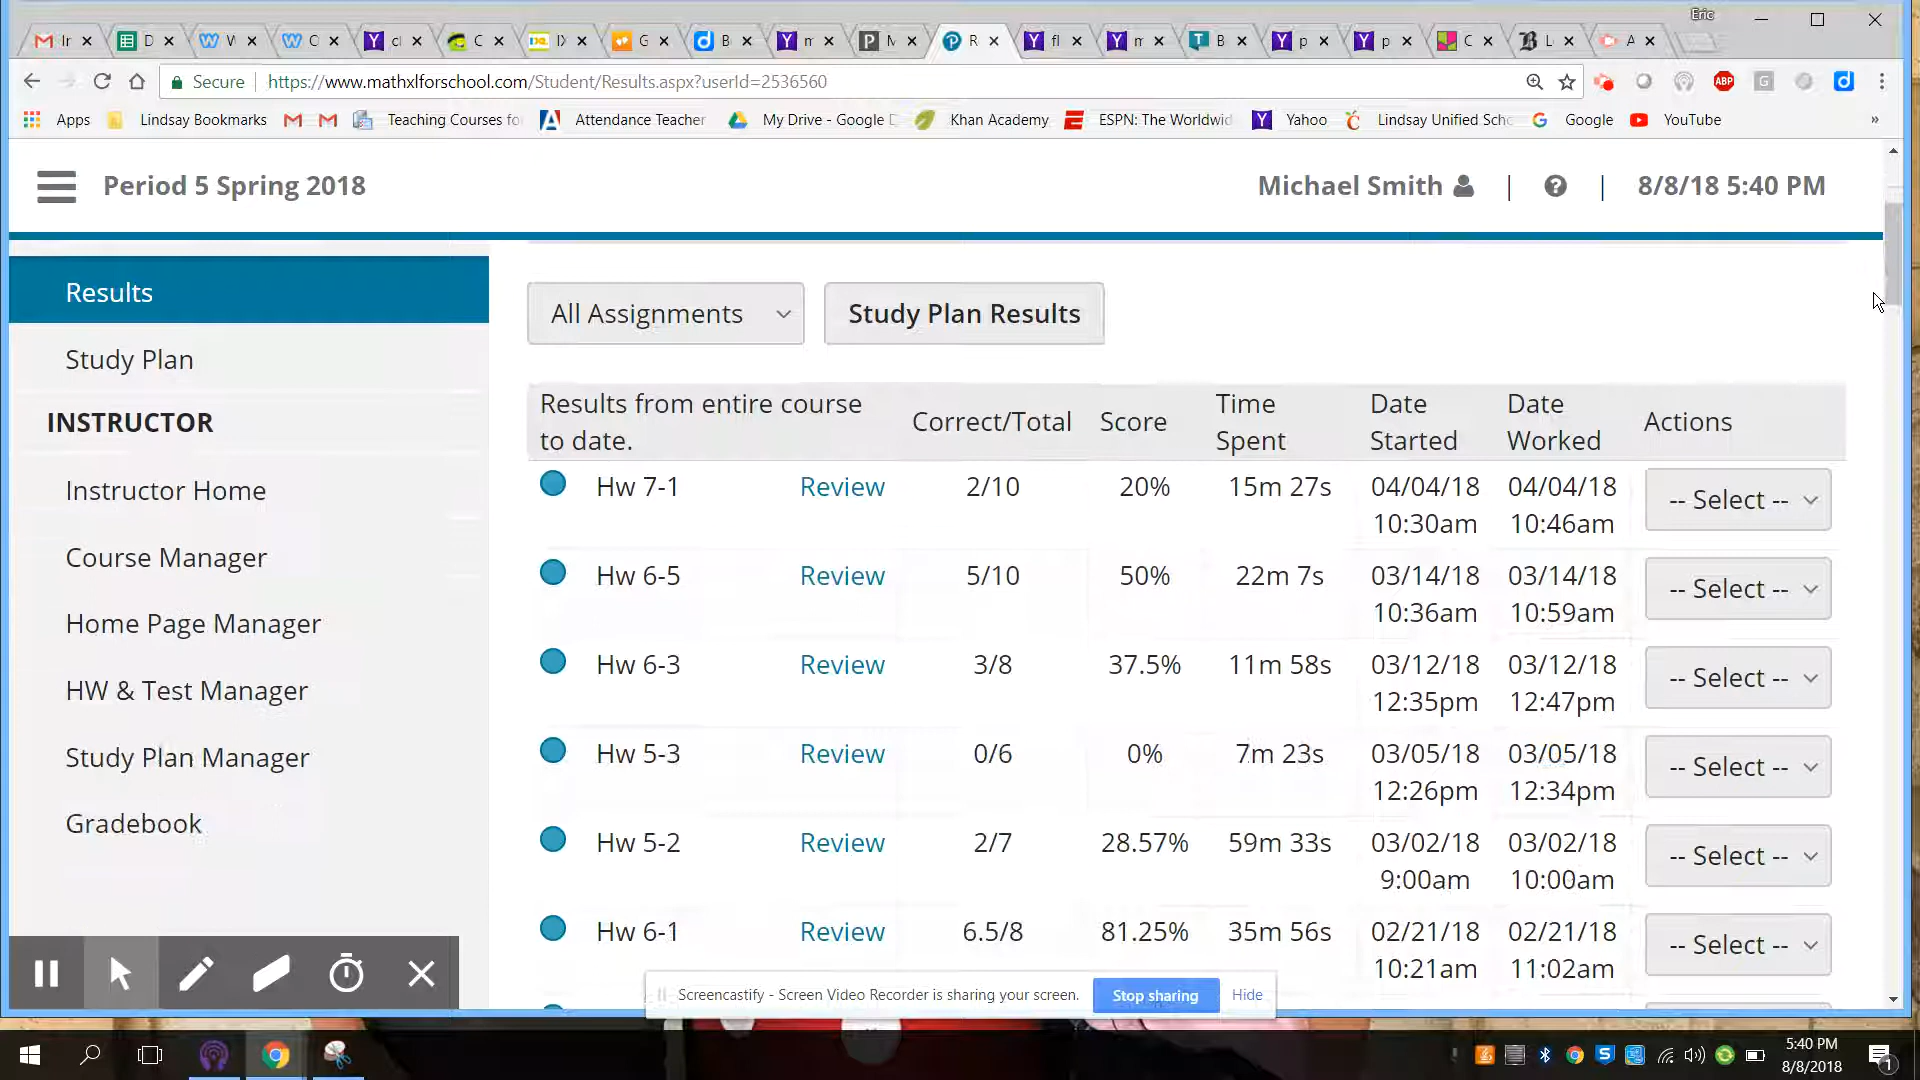 Eric
Ir
D
W
C
cl
C
IX
G
B
m
M
R
fl
m
B
p
p
C
L
A
Secure
https://www.mathxlforschool.com/Student/Results.aspx?userId=2536560
ABP
Apps
Lindsay Bookmarks
Teaching Courses fo
Attendance Teacher
My Drive - Google D
Khan Academy
ESPN: The Worldwid
Yahoo
Lindsay Unified Scho
Google
YouTube
»
Period 5 Spring 2018
Michael Smith
8/8/18 5:40 PM
Results
Study Plan
INSTRUCTOR
Instructor Home
Course Manager
Home Page Manager
HW & Test Manager
Study Plan Manager
Gradebook
All Assignments
Study Plan Results
Results from entire course to date. Correct/Total Score Time Spent Date Started Date Worked Actions
Hw 7-1 Review 2/10 20% 15m 27s 04/04/18 10:30am 04/04/18 10:46am -- Select --
Hw 6-5 Review 5/10 50% 22m 7s 03/14/18 10:36am 03/14/18 10:59am -- Select --
Hw 6-3 Review 3/8 37.5% 11m 58s 03/12/18 12:35pm 03/12/18 12:47pm -- Select --
Hw 5-3 Review 0/6 0% 7m 23s 03/05/18 12:26pm 03/05/18 12:34pm -- Select --
Hw 5-2 Review 2/7 28.57% 59m 33s 03/02/18 9:00am 03/02/18 10:00am -- Select --
Hw 6-1 Review 6.5/8 81.25% 35m 56s 02/21/18 10:21am 02/21/18 11:02am -- Select --
Screencastify - Screen Video Recorder is sharing your screen.
Stop sharing
Hide
5:40 PM
8/8/2018
1